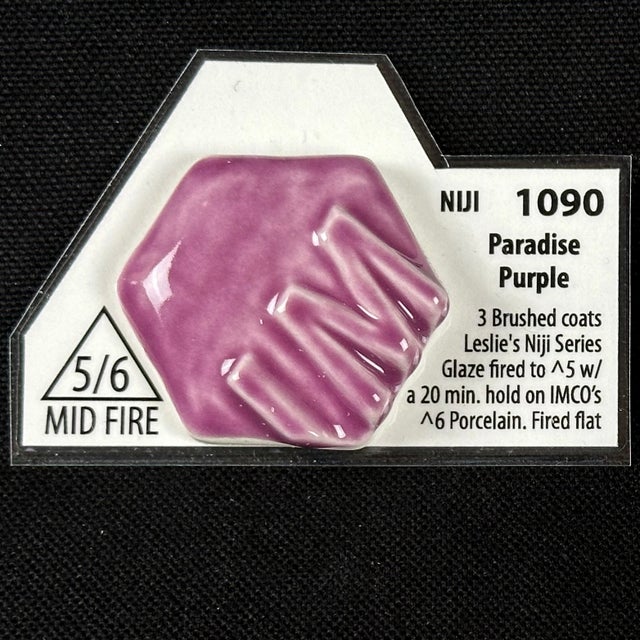 NIJI 1090
Paradise
Purple
3 Brushed coats
Leslie's Niji Series
Glaze fired to ^5 w/
a 20 min. hold on IMCO's
^6 Porcelain. Fired flat
5/6
MID FIRE